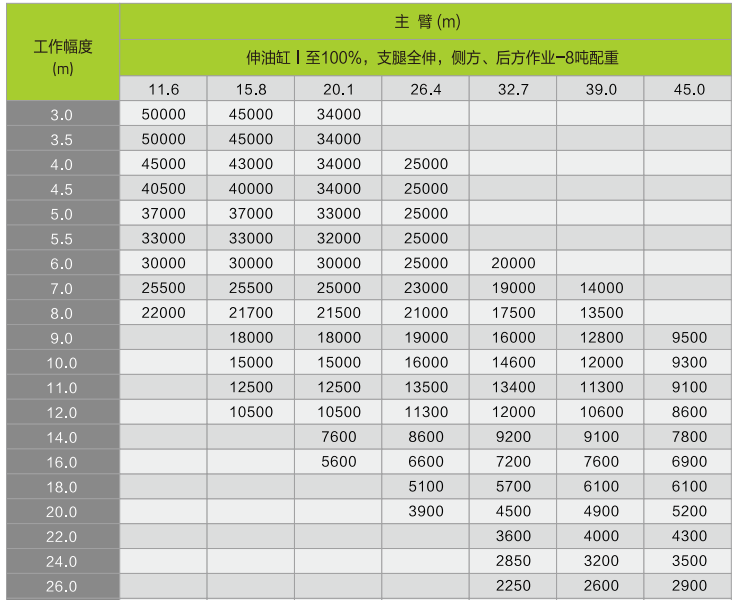 主 臂 (m)
工作幅度
(m)
伸油缸Ⅰ至100%，支腿全伸，侧方、后方作业-8吨配重
11.6 15.8 20.1 26.4 32.7 39.0 45.0
3.0 50000 45000 34000
3.5 50000 45000 34000
4.0 45000 43000 34000 25000
4.5 40500 40000 34000 25000
5.0 37000 37000 33000 25000
5.5 33000 33000 32000 25000
6.0 30000 30000 30000 25000 20000
7.0 25500 25500 25000 23000 19000 14000
8.0 22000 21700 21500 21000 17500 13500
9.0 18000 18000 19000 16000 12800 9500
10.0 15000 15000 16000 14600 12000 9300
11.0 12500 12500 13500 13400 11300 9100
12.0 10500 10500 11300 12000 10600 8600
14.0 7600 8600 9200 9100 7800
16.0 5600 6600 7200 7600 6900
18.0 5100 5700 6100 6100
20.0 3900 4500 4900 5200
22.0 3600 4000 4300
24.0 2850 3200 3500
26.0 2250 2600 2900